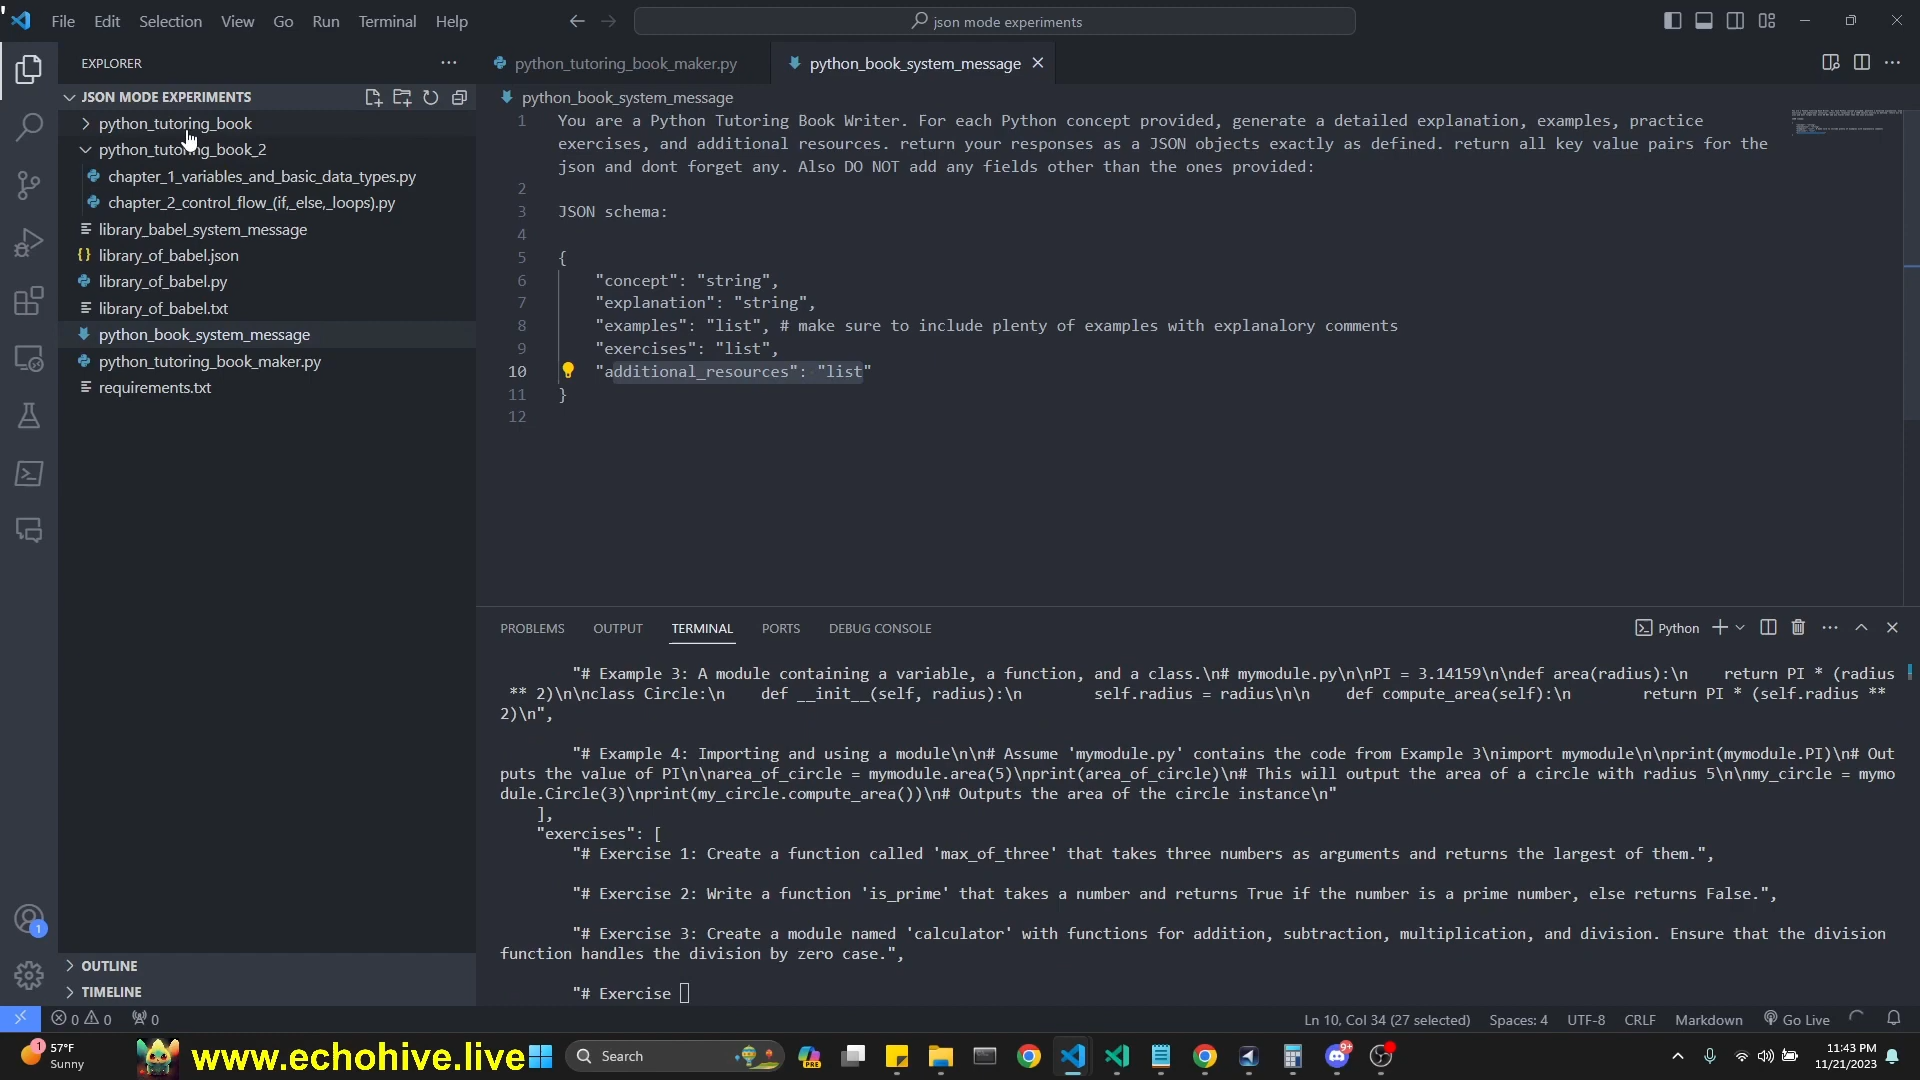 File Edit Selection View Go Run Terminal Help
json mode experiments
EXPLORER
JSON MODE EXPERIMENTS
python_tutoring_book
python_tutoring_book_2
chapter_1_variables_and_basic_data_types.py
chapter_2_control_flow_(if,_else,_loops).py
library_babel_system_message
library_of_babel.json
library_of_babel.py
library_of_babel.txt
python_book_system_message
python_tutoring_book_maker.py
requirements.txt
OUTLINE
TIMELINE
python_tutoring_book_maker.py
python_book_system_message
python_book_system_message
1 You are a Python Tutoring Book Writer. For each Python concept provided, generate a detailed explanation, examples, practice
exercises, and additional resources. return your responses as a JSON objects exactly as defined. return all key value pairs for the
json and dont forget any. Also DO NOT add any fields other than the ones provided:
2
3 JSON schema:
4
5 {
6 "concept": "string",
7 "explanation": "string",
8 "examples": "list", # make sure to include plenty of examples with explanalory comments
9 "exercises": "list",
10 "additional_resources": "list"
11 }
12
PROBLEMS OUTPUT TERMINAL PORTS DEBUG CONSOLE
Python
"# Example 3: A module containing a variable, a function, and a class.\n# mymodule.py\n\nPI = 3.14159\n\ndef area(radius):\n    return PI * (radius
** 2)\n\nclass Circle:\n    def __init__(self, radius):\n        self.radius = radius\n\n    def compute_area(self):\n        return PI * (self.radius **
2)\n",
"# Example 4: Importing and using a module\n\n# Assume 'mymodule.py' contains the code from Example 3\nimport mymodule\n\nprint(mymodule.PI)\n# Out
puts the value of PI\n\narea_of_circle = mymodule.area(5)\nprint(area_of_circle)\n# This will output the area of a circle with radius 5\n\nmy_circle = mymo
dule.Circle(3)\nprint(my_circle.compute_area())\n# Outputs the area of the circle instance\n"
],
"exercises": [
"# Exercise 1: Create a function called 'max_of_three' that takes three numbers as arguments and returns the largest of them.",
"# Exercise 2: Write a function 'is_prime' that takes a number and returns True if the number is a prime number, else returns False.",
"# Exercise 3: Create a module named 'calculator' with functions for addition, subtraction, multiplication, and division. Ensure that the division
function handles the division by zero case.",
"# Exercise
1
0 0 0
Ln 10, Col 34 (27 selected) Spaces: 4 UTF-8 CRLF Markdown Go Live
1 57°F
Sunny
www.echohive.live
Search
PRE
9+
11:43 PM
11/21/2023